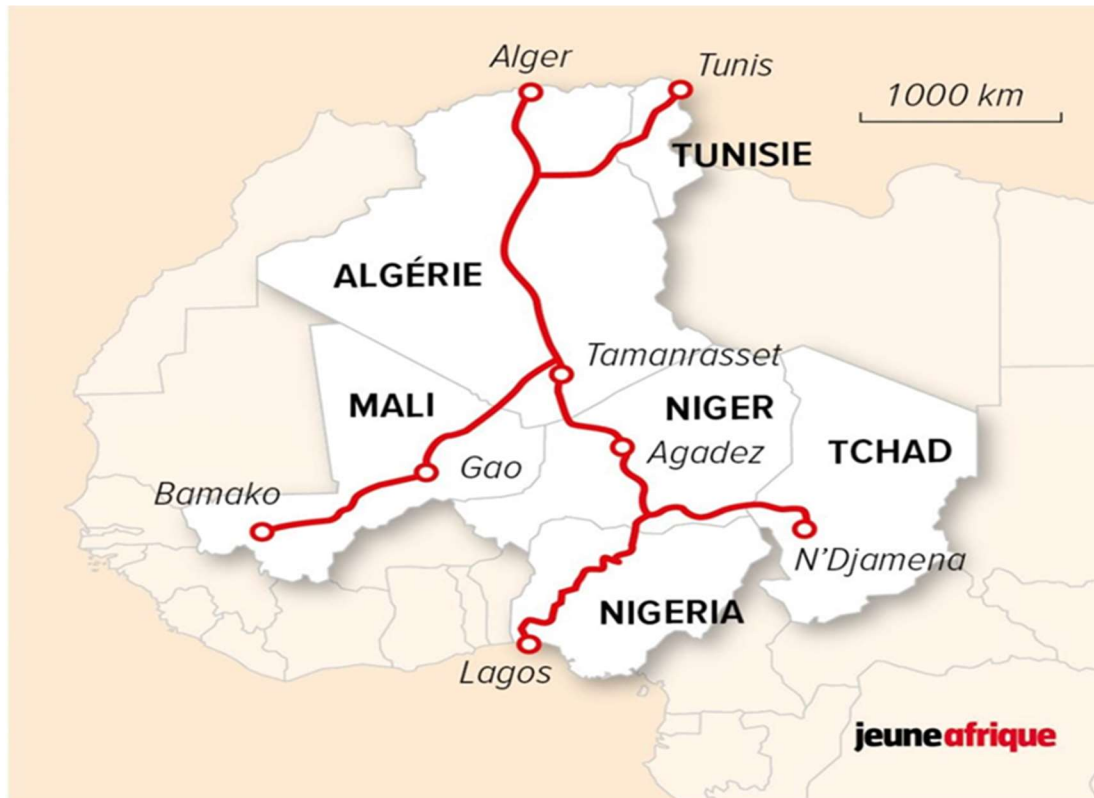 Alger
Tunis
1000 km
TUNISIE
ALGÉRIE
Tamanrasset
MALI
NIGER
Agadez
TCHAD
Gao
Bamako
N'Djamena
NIGERIA
Lagos
jeuneafrique